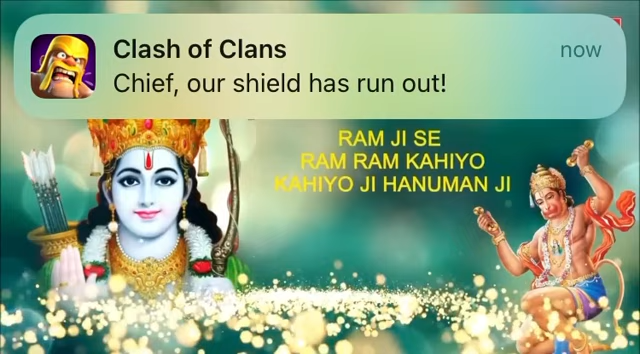 Clash of Clans
now
Chief, our shield has run out!
RAM JI SE
RAM RAM KAHIYO
KAHIYO JI HANUMAN JI